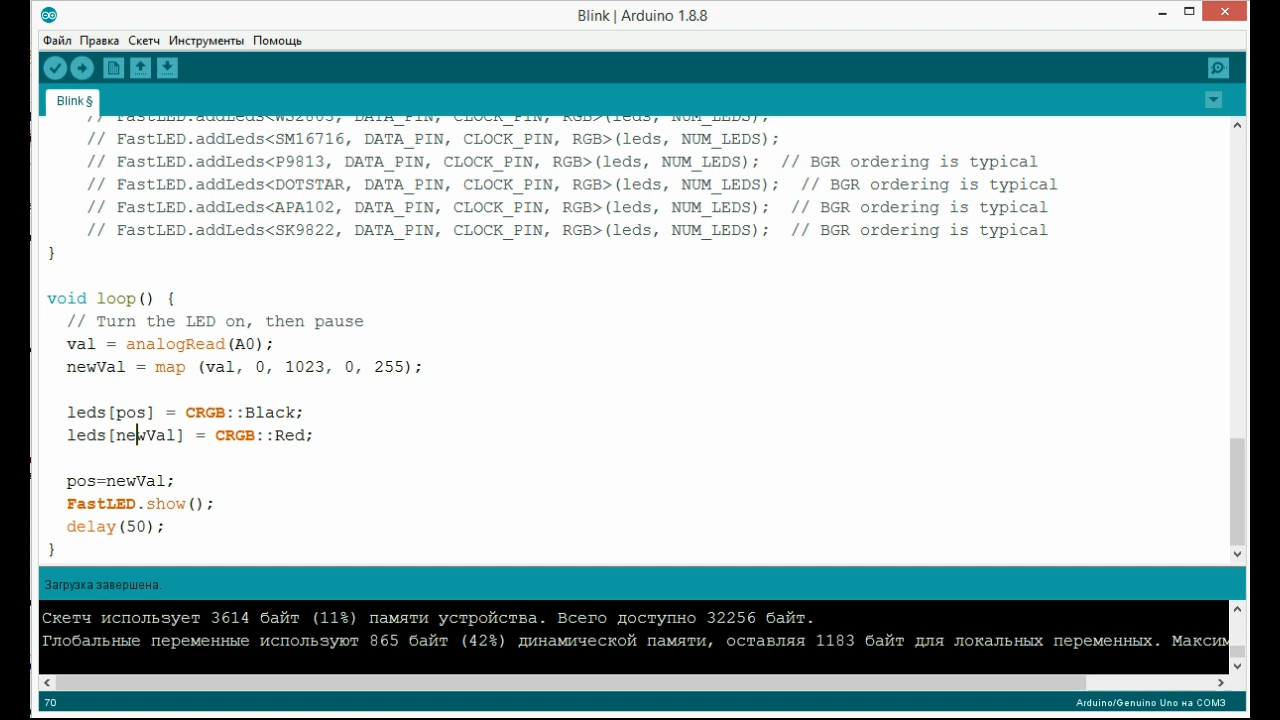 Blink | Arduino 1.8.8
Файл Правка Скетч Инструменты Помощь
Blink §
// FastLED.addLeds<WS2803, DATA_PIN, CLOCK_PIN, RGB>(leds, NUM_LEDS);
// FastLED.addLeds<SM16716, DATA_PIN, CLOCK_PIN, RGB>(leds, NUM_LEDS);
// FastLED.addLeds<P9813, DATA_PIN, CLOCK_PIN, RGB>(leds, NUM_LEDS);  // BGR ordering is typical
// FastLED.addLeds<DOTSTAR, DATA_PIN, CLOCK_PIN, RGB>(leds, NUM_LEDS);  // BGR ordering is typical
// FastLED.addLeds<APA102, DATA_PIN, CLOCK_PIN, RGB>(leds, NUM_LEDS);  // BGR ordering is typical
// FastLED.addLeds<SK9822, DATA_PIN, CLOCK_PIN, RGB>(leds, NUM_LEDS);  // BGR ordering is typical
}
void loop() {
// Turn the LED on, then pause
val = analogRead(A0);
newVal = map (val, 0, 1023, 0, 255);
leds[pos] = CRGB::Black;
leds[newVal] = CRGB::Red;
pos=newVal;
FastLED.show();
delay(50);
}
Загрузка завершена.
Скетч использует 3614 байт (11%) памяти устройства. Всего доступно 32256 байт.
Глобальные переменные используют 865 байт (42%) динамической памяти, оставляя 1183 байт для локальных переменных. Максим
70
Arduino/Genuino Uno на COM3